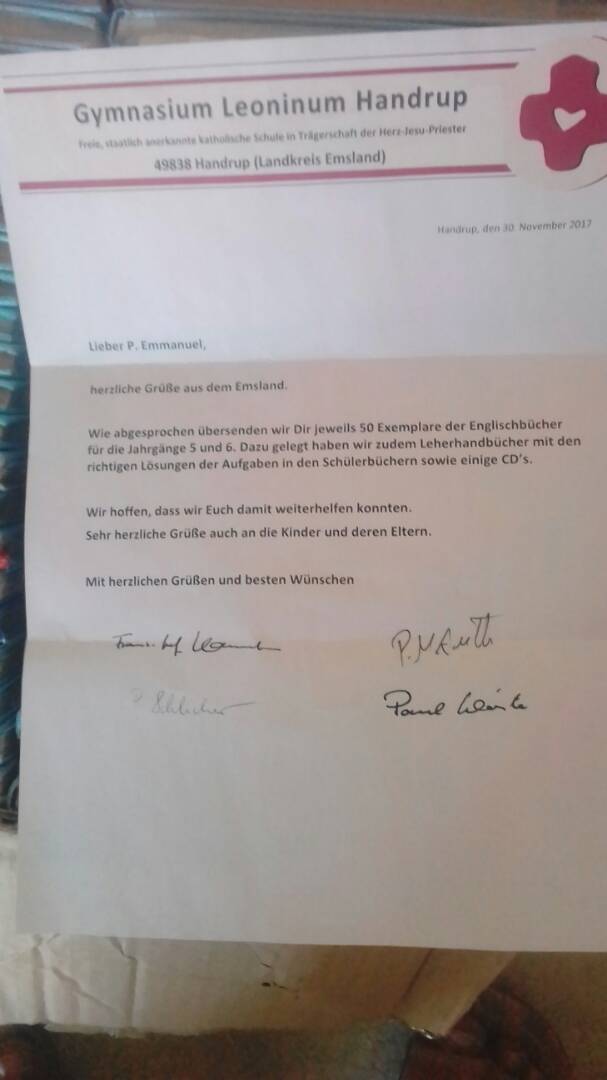 Gymnasium Leoninum Handrup
Freie, staatlich anerkannte katholische Schule in Trägerschaft der Herz-Jesu-Priester
49838 Handrup (Landkreis Emsland)
Handrup, den 30. November 2017
Lieber P. Emmanuel,
herzliche Grüße aus dem Emsland.
Wie abgesprochen übersenden wir Dir jeweils 50 Exemplare der Englischbücher
für die Jahrgänge 5 und 6. Dazu gelegt haben wir zudem Leherhandbücher mit den
richtigen Lösungen der Aufgaben in den Schülerbüchern sowie einige CD's.
Wir hoffen, dass wir Euch damit weiterhelfen konnten.
Sehr herzliche Grüße auch an die Kinder und deren Eltern.
Mit herzlichen Grüßen und besten Wünschen
Paul